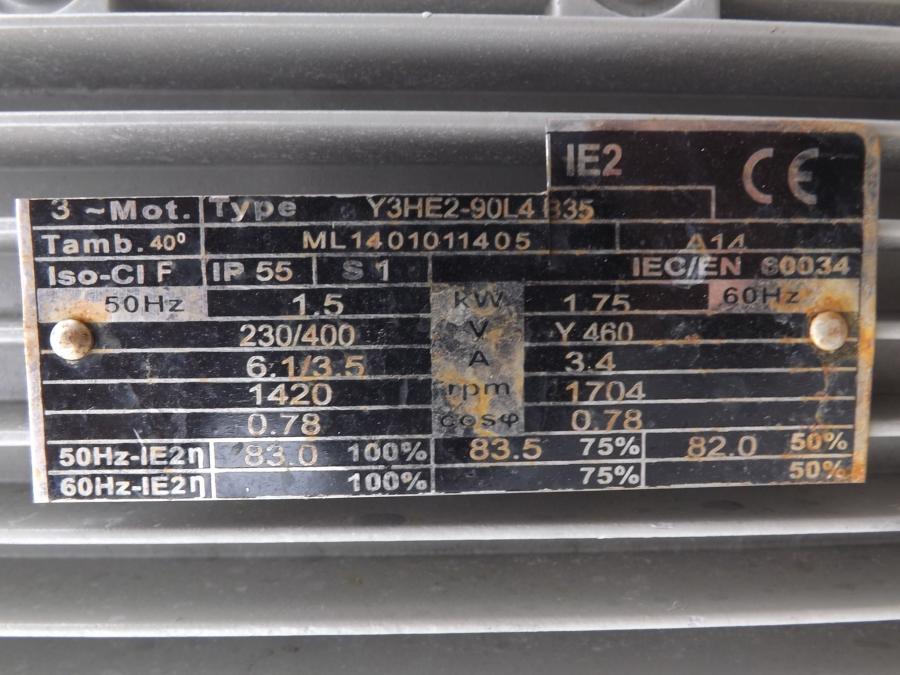 IE2 CE
3 ~Mot. Type Y3HE2-90L4 B35
Tamb. 40⁰ ML1401011405 A14
Iso-Cl F IP 55 S 1 IEC/EN 60034
50Hz 1.5 kW 1.75 60Hz
230/400 V Y 460
6.1/3.5 A 3.4
1420 rpm 1704
0.78 cosφ 0.78
50Hz-IE2η 83.0 100% 83.5 75% 82.0 50%
60Hz-IE2η 100% 75% 50%